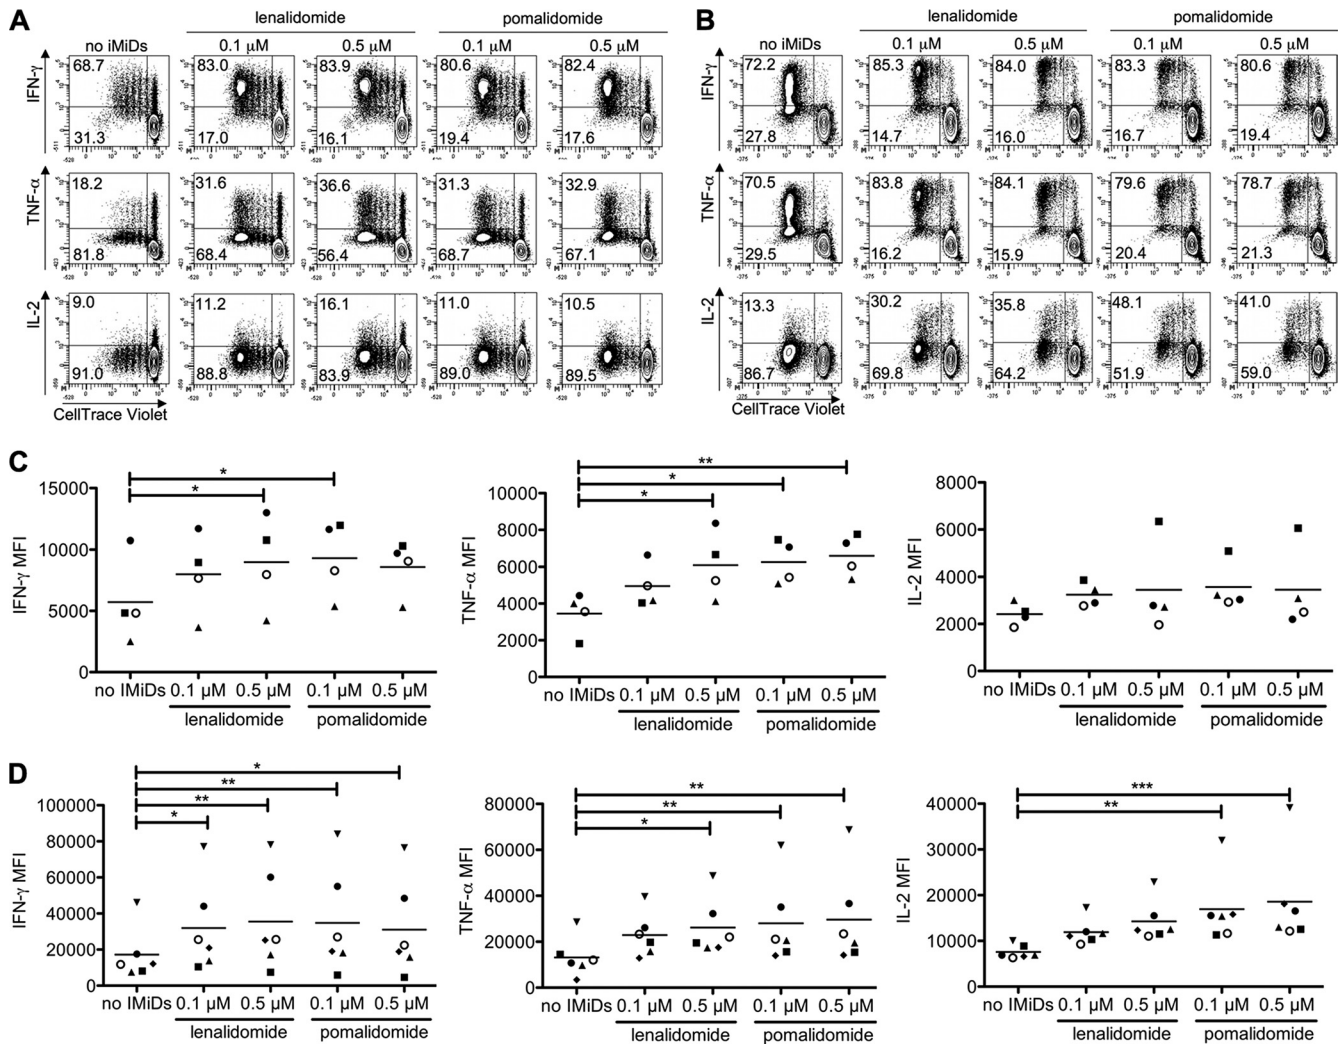 A
lenalidomide
pomalidomide
no iMiDs
0.1 μM
0.5 μM
0.1 μM
0.5 μM
IFN-γ
68.7
83.0
83.9
80.6
82.4
31.3
17.0
16.1
19.4
17.6
TNF-α
18.2
31.6
36.6
31.3
32.9
81.8
68.4
56.4
68.7
67.1
IL-2
9.0
11.2
16.1
11.0
10.5
91.0
88.8
83.9
89.0
89.5
CellTrace Violet
B
lenalidomide
pomalidomide
no iMiDs
0.1 μM
0.5 μM
0.1 μM
0.5 μM
IFN-γ
72.2
85.3
84.0
83.3
80.6
27.8
14.7
16.0
16.7
19.4
TNF-α
70.5
83.8
84.1
79.6
78.7
29.5
16.2
15.9
20.4
21.3
IL-2
13.3
30.2
35.8
48.1
41.0
86.7
69.8
64.2
51.9
59.0
CellTrace Violet
C
*
*
IFN-γ MFI
15000
10000
5000
0
no IMiDs 0.1 μM 0.5 μM 0.1 μM 0.5 μM
lenalidomide pomalidomide
**
*
*
TNF-α MFI
10000
8000
6000
4000
2000
0
no IMiDs 0.1 μM 0.5 μM 0.1 μM 0.5 μM
lenalidomide pomalidomide
IL-2 MFI
8000
6000
4000
2000
0
no IMiDs 0.1 μM 0.5 μM 0.1 μM 0.5 μM
lenalidomide pomalidomide
D
*
**
**
*
IFN-γ MFI
100000
80000
60000
40000
20000
0
no IMiDs 0.1 μM 0.5 μM 0.1 μM 0.5 μM
lenalidomide pomalidomide
**
**
*
TNF-α MFI
80000
60000
40000
20000
0
no IMiDs 0.1 μM 0.5 μM 0.1 μM 0.5 μM
lenalidomide pomalidomide
***
**
IL-2 MFI
40000
30000
20000
10000
0
no IMiDs 0.1 μM 0.5 μM 0.1 μM 0.5 μM
lenalidomide pomalidomide